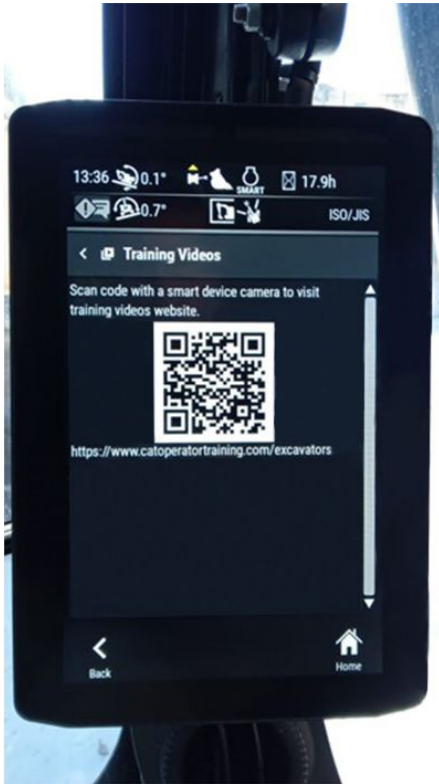 13:36 0.1° SMART 17.9h
0.7° ISO/JIS
Training Videos
Scan code with a smart device camera to visit
training videos website.
https://www.catoperatortraining.com/excavators
Back
Home